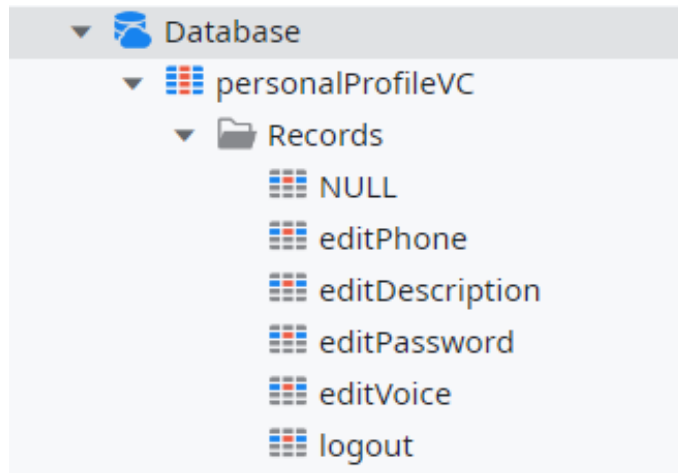 Database
personalProfileVC
Records
NULL
editPhone
editDescription
editPassword
editVoice
logout